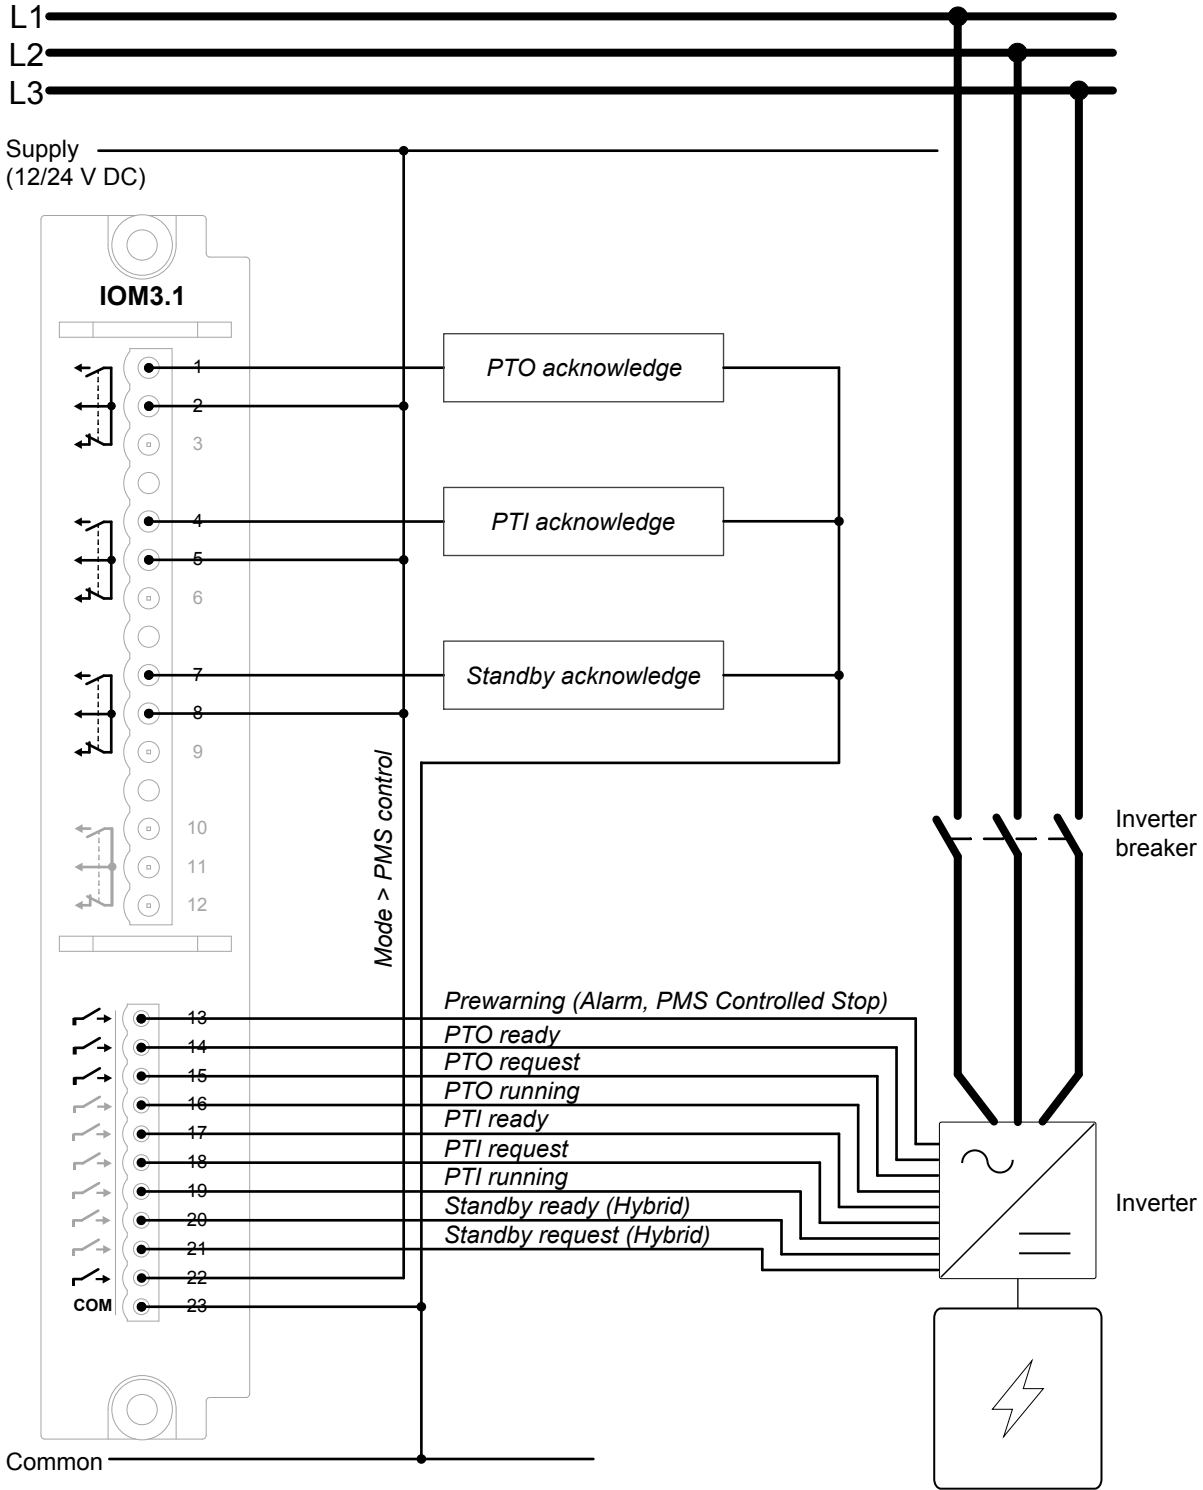 L1
L2
L3
Supply
(12/24 V DC)
IOM3.1
1
PTO acknowledge
2
3
4
PTI acknowledge
5
6
7
Standby acknowledge
8
9
10
11
12
Mode > PMS control
Inverter
breaker
Prewarning (Alarm, PMS Controlled Stop)
13
PTO ready
14
PTO request
15
PTO running
16
PTI ready
17
PTI request
18
PTI running
19
Standby ready (Hybrid)
20
Standby request (Hybrid)
21
22
COM
23
Inverter
Common